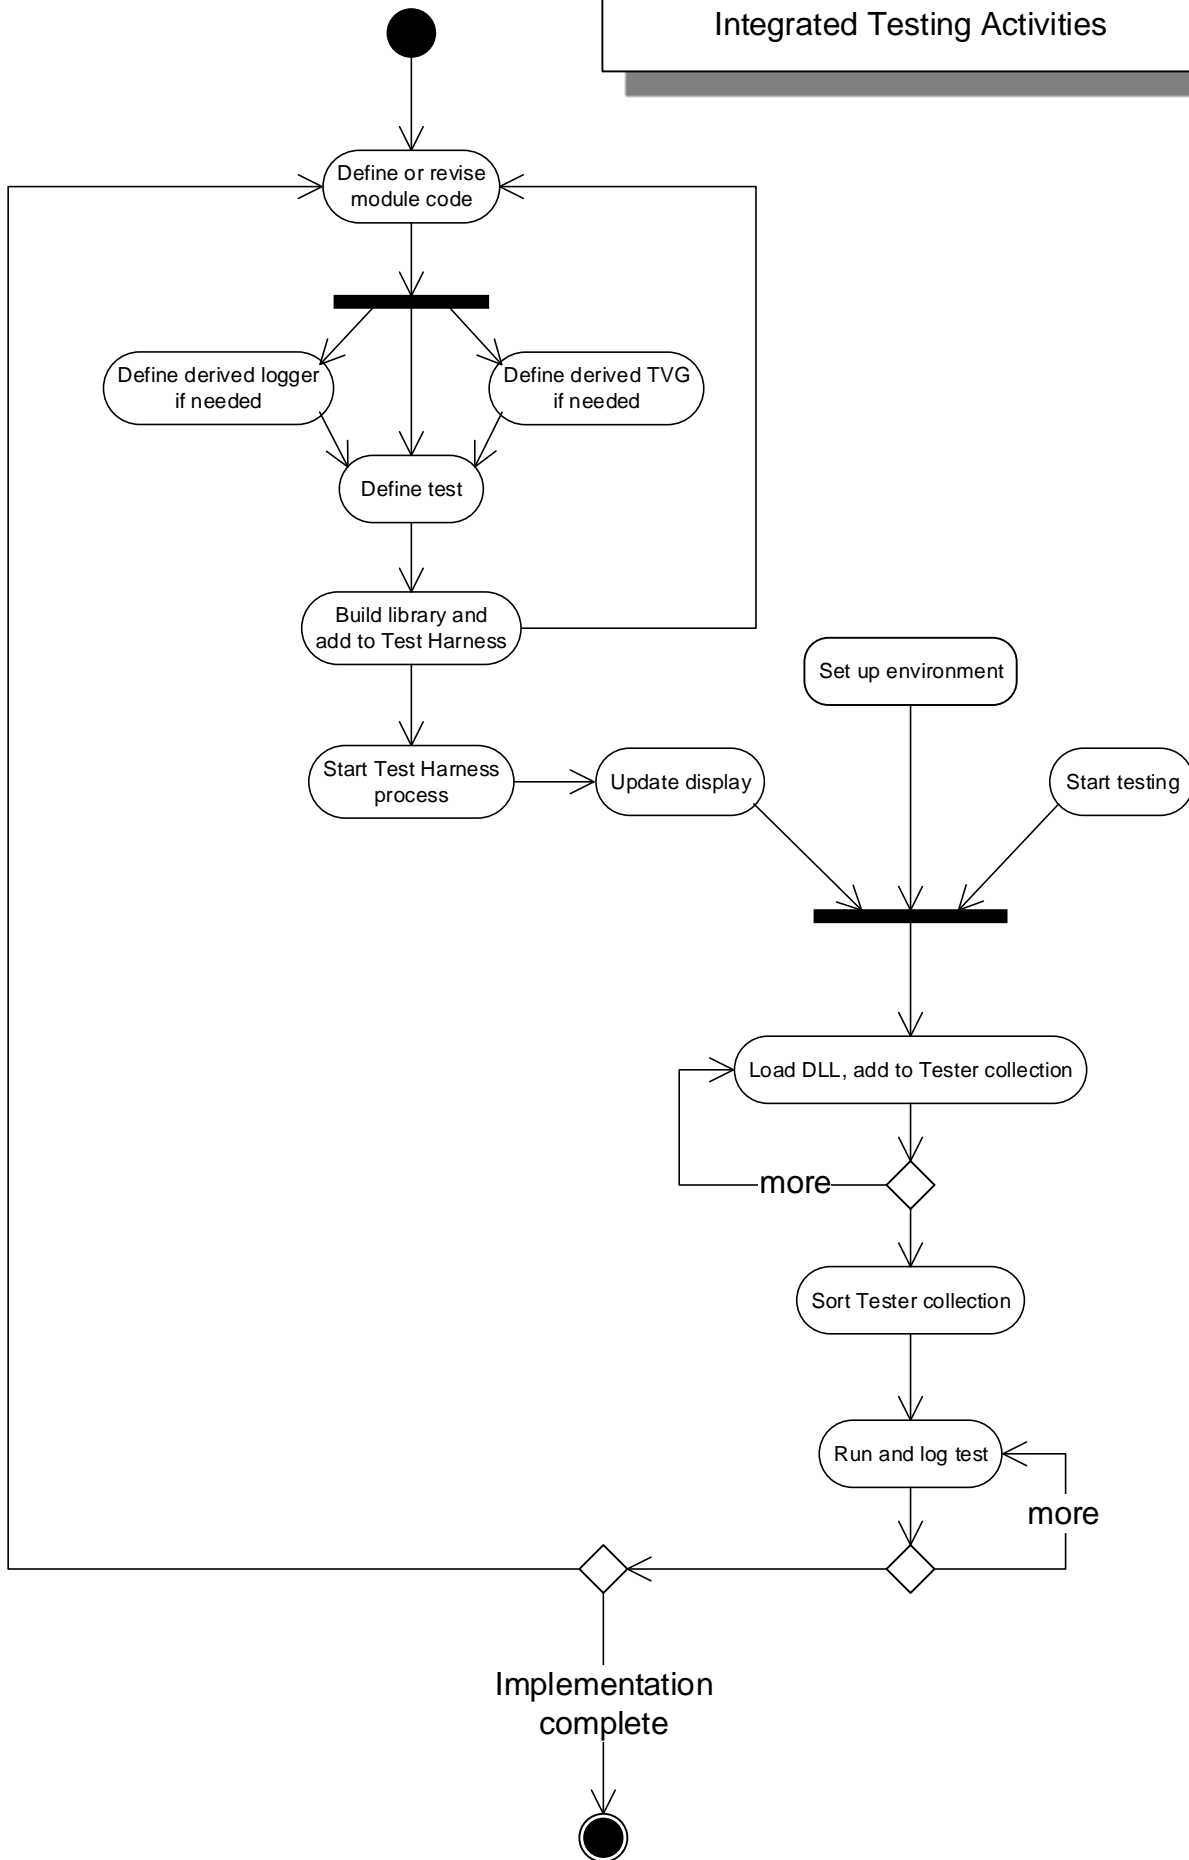 Integrated Testing Activities
Define or revise
module code
Define derived logger
if needed
Define derived TVG
if needed
Define test
Build library and
add to Test Harness
Set up environment
Start Test Harness
process
Update display
Start testing
Load DLL, add to Tester collection
more
Sort Tester collection
Run and log test
more
Implementation
complete